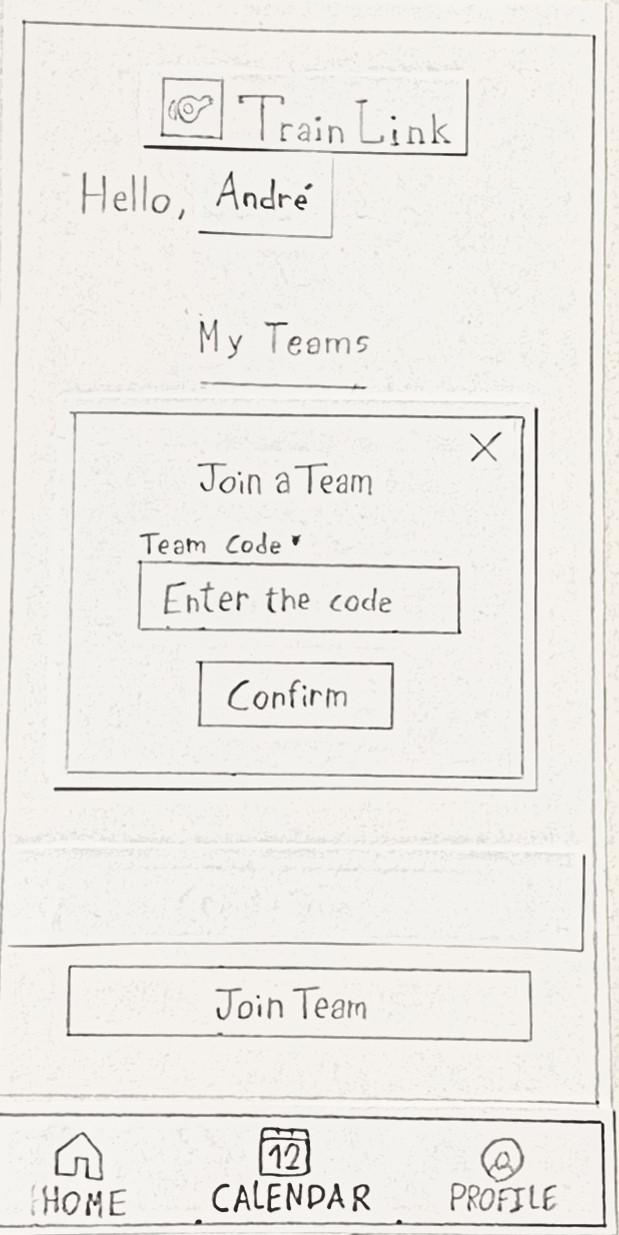 Train Link
Hello, André
My Teams
X
Join a Team
Team Code*
Enter the code
Confirm
Join Team
12
HOME
CALENDAR
PROFILE